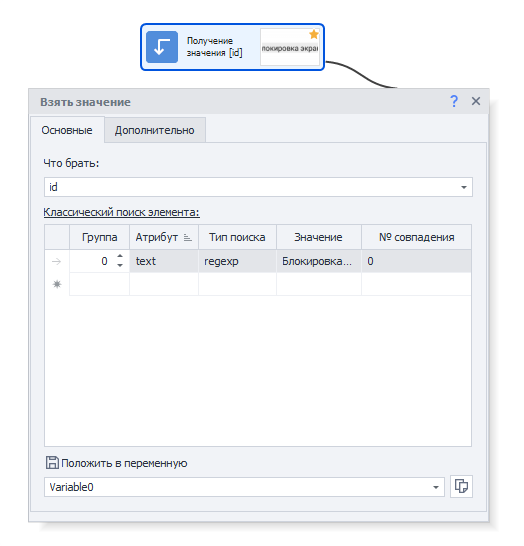 Получение
значения [id]
локировка экран
Взять значение ? ×
Основные Дополнительно
Что брать:
id
Классический поиск элемента:
Группа Атрибут Тип поиска Значение № совпадения
0 text regexp Блокировка... 0
Положить в переменную
Variable0